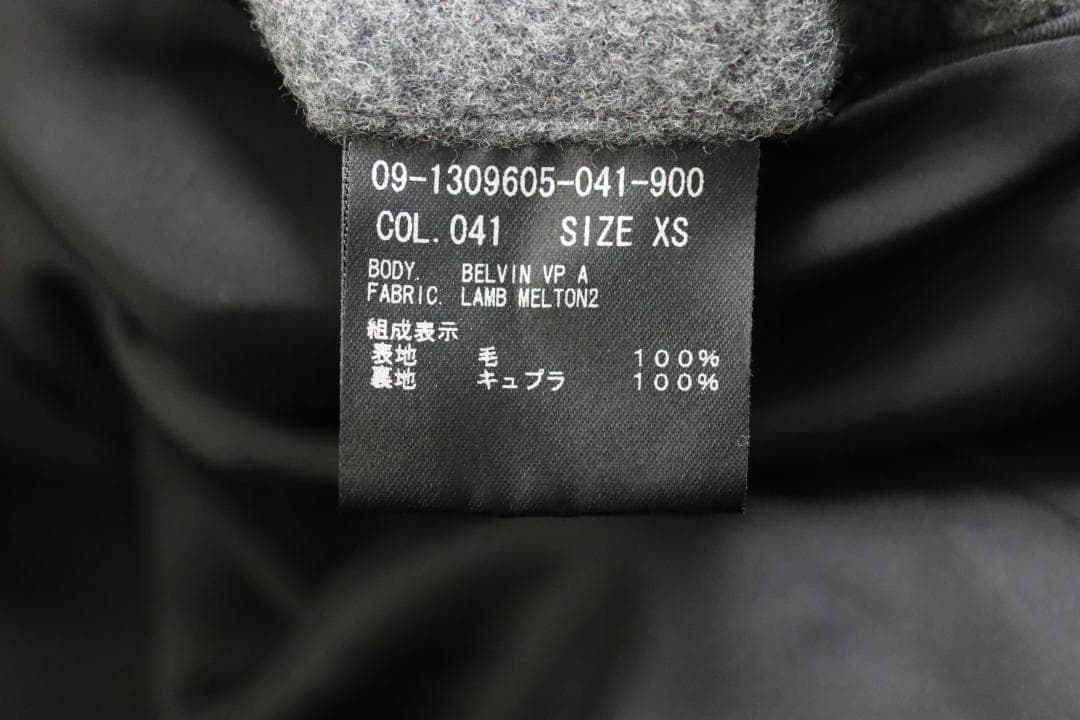 09-1309605-041-900
COL. 041 SIZE XS
BODY. BELVIN VP A
FABRIC. LAMB MELTON2
組成表示
表地 毛 １００％
裏地 キュプラ １００％